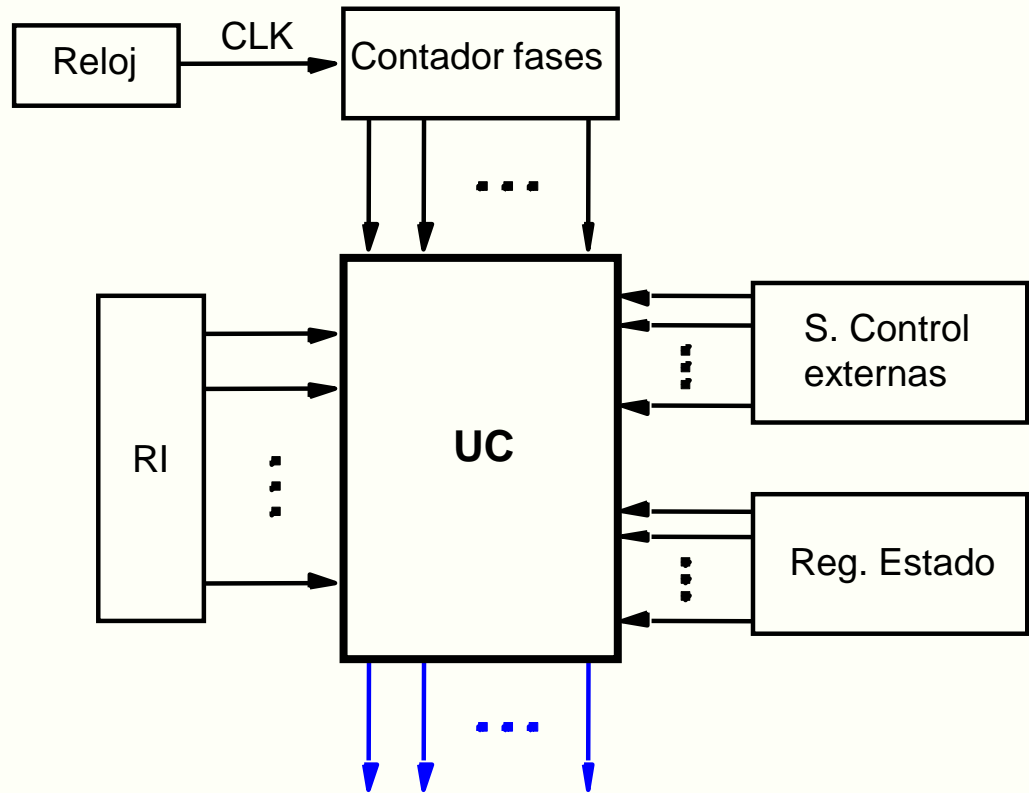 Reloj
CLK
Contador fases
RI
UC
S. Control
externas
Reg. Estado